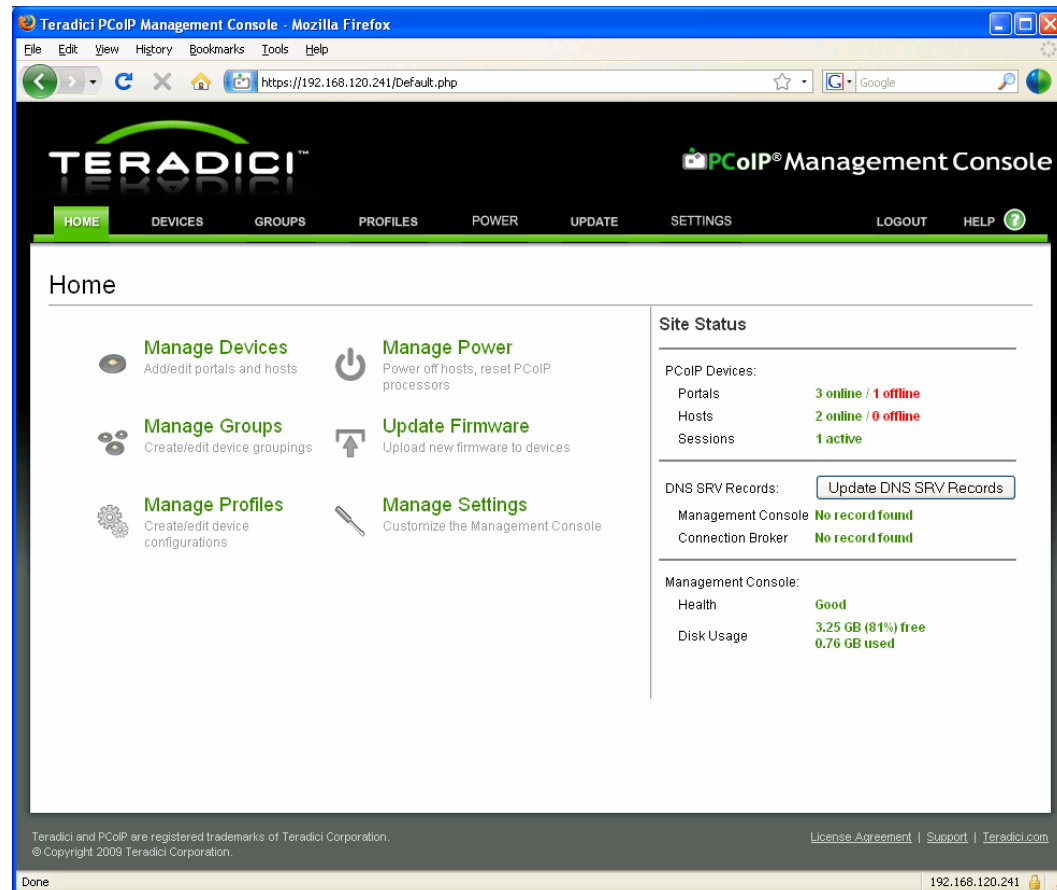 Teradici PCoIP Management Console - Mozilla Firefox
File Edit View History Bookmarks Tools Help
https://192.168.120.241/Default.php
G Google
TERADICI™
PCoIP® Management Console
HOME DEVICES GROUPS PROFILES POWER UPDATE SETTINGS LOGOUT HELP ?
Home
Manage Devices
Add/edit portals and hosts
Manage Power
Power off hosts, reset PCoIP
processors
Manage Groups
Create/edit device groupings
Update Firmware
Upload new firmware to devices
Manage Profiles
Create/edit device
configurations
Manage Settings
Customize the Management Console
Site Status
PCoIP Devices:
Portals 3 online / 1 offline
Hosts 2 online / 0 offline
Sessions 1 active
DNS SRV Records: Update DNS SRV Records
Management Console No record found
Connection Broker No record found
Management Console:
Health Good
Disk Usage 3.25 GB (81%) free
0.76 GB used
Teradici and PCoIP are registered trademarks of Teradici Corporation.
© Copyright 2009 Teradici Corporation.
License Agreement | Support | Teradici.com
Done 192.168.120.241